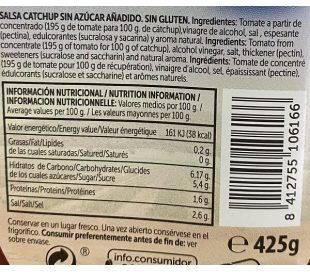 SALSA CATCHUP SIN AZÚCAR AÑADIDO. SIN GLUTEN. Ingredientes: Tomate a partir de
concentrado (195 g de tomate para 100 g. de catchup),vinagre de alcohol, sal , espesante
(pectina), edulcorantes (sucralosa y sacarina) y aroma natural. Ingredients: Tomato from
concentrate (195 g of tomato for 100 g of catchup), alcohol vinegar, salt, thickener (pectin),
sweeteners (sucralose and saccharin) and natural aroma. Ingrédients: Tomate de concentré
(195 g de tomate pour 100 g de récupération), vinaigre d'alcool, sel, épaississant (pectine),
édulcorants (sucralose et saccharine) et arômes naturels.
INFORMACIÓN NUTRICIONAL / NUTRITION INFORMATION /
INFORMATION NUTRITIONNELLE: Valores medios por 100 g. /
Average values per 100 g. / Les valeurs mayonnes per 100 g.
Valor energético/Energy value/Valeur énergétique 161 KJ (38 kcal)
Grasas/Fat/Lipides 0,2 g.
de las cuales saturadas/Satured/Saturés 0 g.
Hidratos de Carbono/Carbohydrates/Glucides 6,17 g.
de los cuales azúcares/Sugar/Sucre 5,4 g.
Proteinas/Proteins/Protéines 1,6 g.
Sal/Salt/Sel 2,6 g.
Conservar en un lugar fresco. Una vez abierto consérvese en el
frigorífico. Consumir preferentemente antes de fin de: ver
sobre envase.
8 412755 106166
e 425g
®
info.consumidor